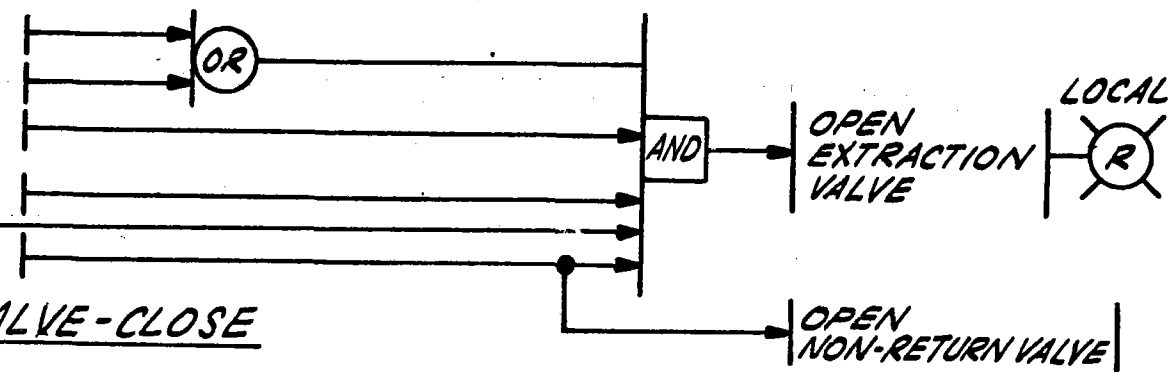 OR
AND
OPEN
EXTRACTION
VALVE
LOCAL
R
ALVE-CLOSE
OPEN
NON-RETURN VALVE